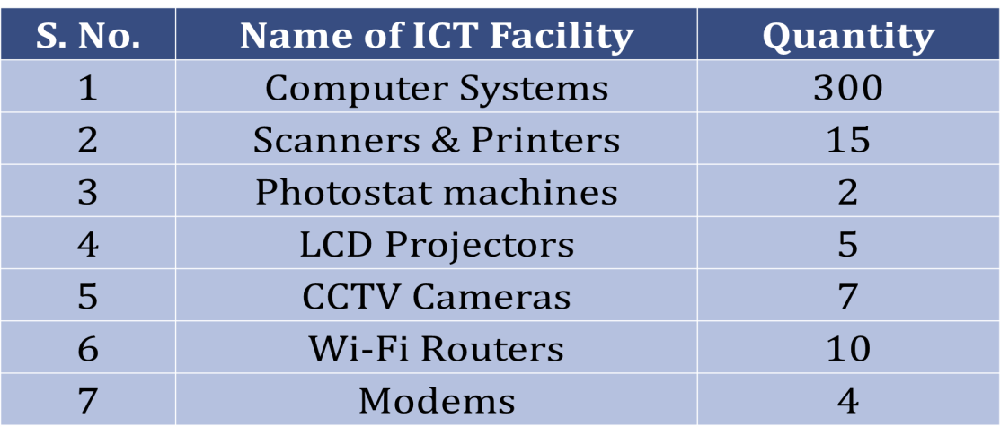 S. No. Name of ICT Facility Quantity
1 Computer Systems 300
2 Scanners & Printers 15
3 Photostat machines 2
4 LCD Projectors 5
5 CCTV Cameras 7
6 Wi-Fi Routers 10
7 Modems 4